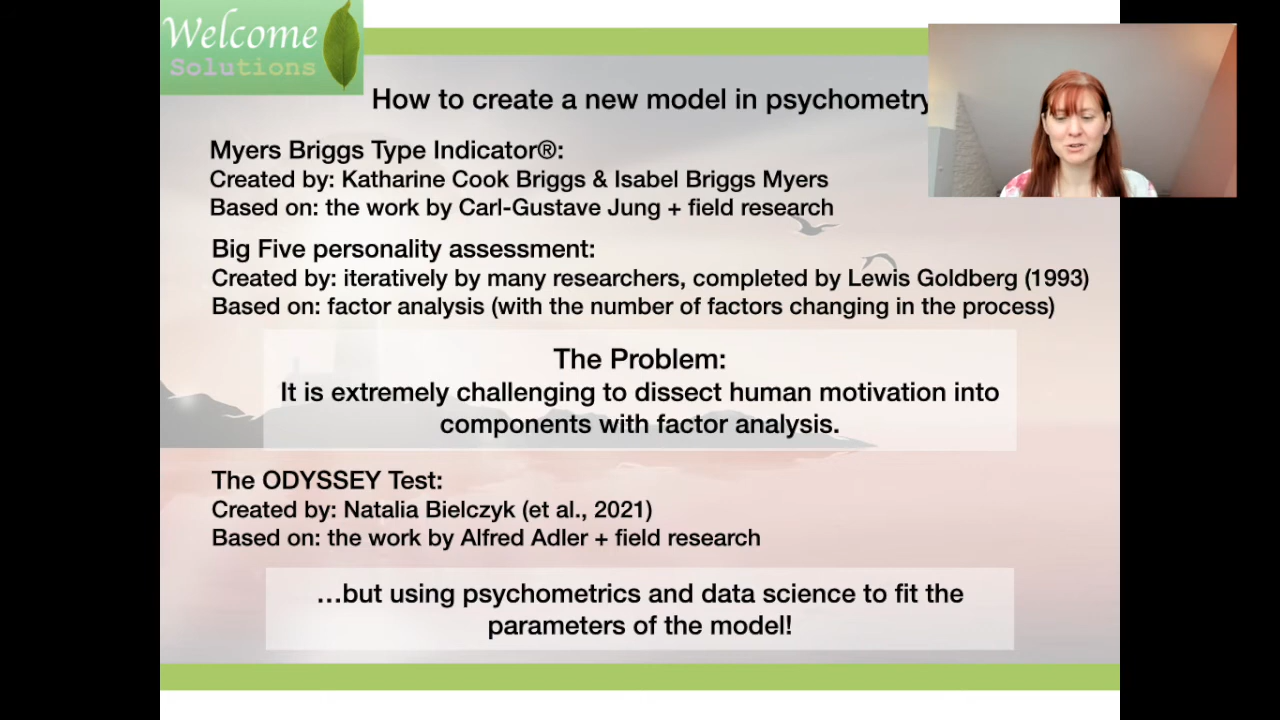 Welcome
Solutions
How to create a new model in psychometry
Myers Briggs Type Indicator®:
Created by: Katharine Cook Briggs & Isabel Briggs Myers
Based on: the work by Carl-Gustave Jung + field research
Big Five personality assessment:
Created by: iteratively by many researchers, completed by Lewis Goldberg (1993)
Based on: factor analysis (with the number of factors changing in the process)
The Problem:
It is extremely challenging to dissect human motivation into
components with factor analysis.
The ODYSSEY Test:
Created by: Natalia Bielczyk (et al., 2021)
Based on: the work by Alfred Adler + field research
…but using psychometrics and data science to fit the
parameters of the model!